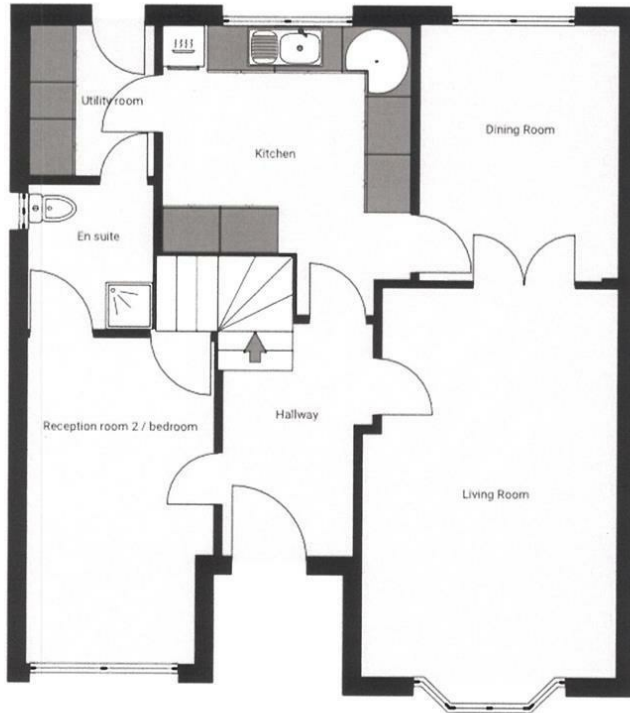 Utility room
Dining Room
Kitchen
En suite
Hallway
Reception room 2 / bedroom
Living Room